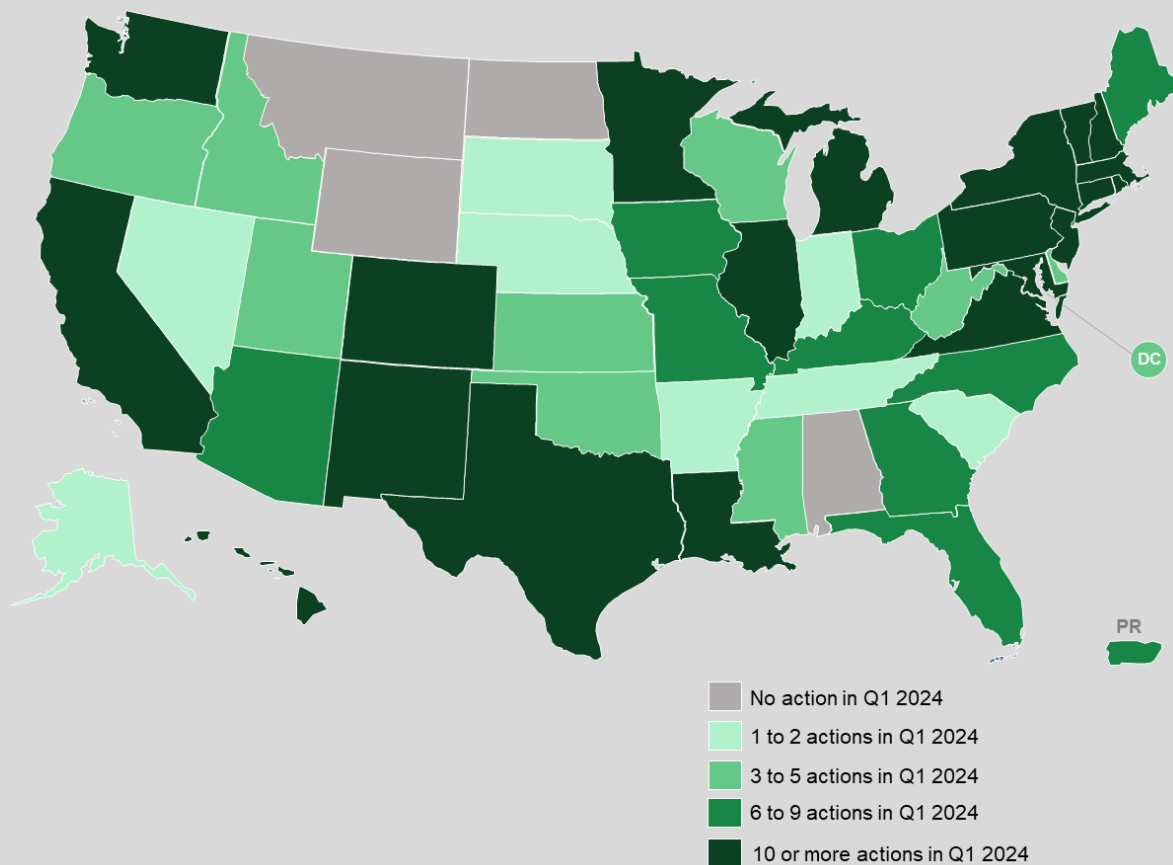 DC
PR
No action in Q1 2024
1 to 2 actions in Q1 2024
3 to 5 actions in Q1 2024
6 to 9 actions in Q1 2024
10 or more actions in Q1 2024